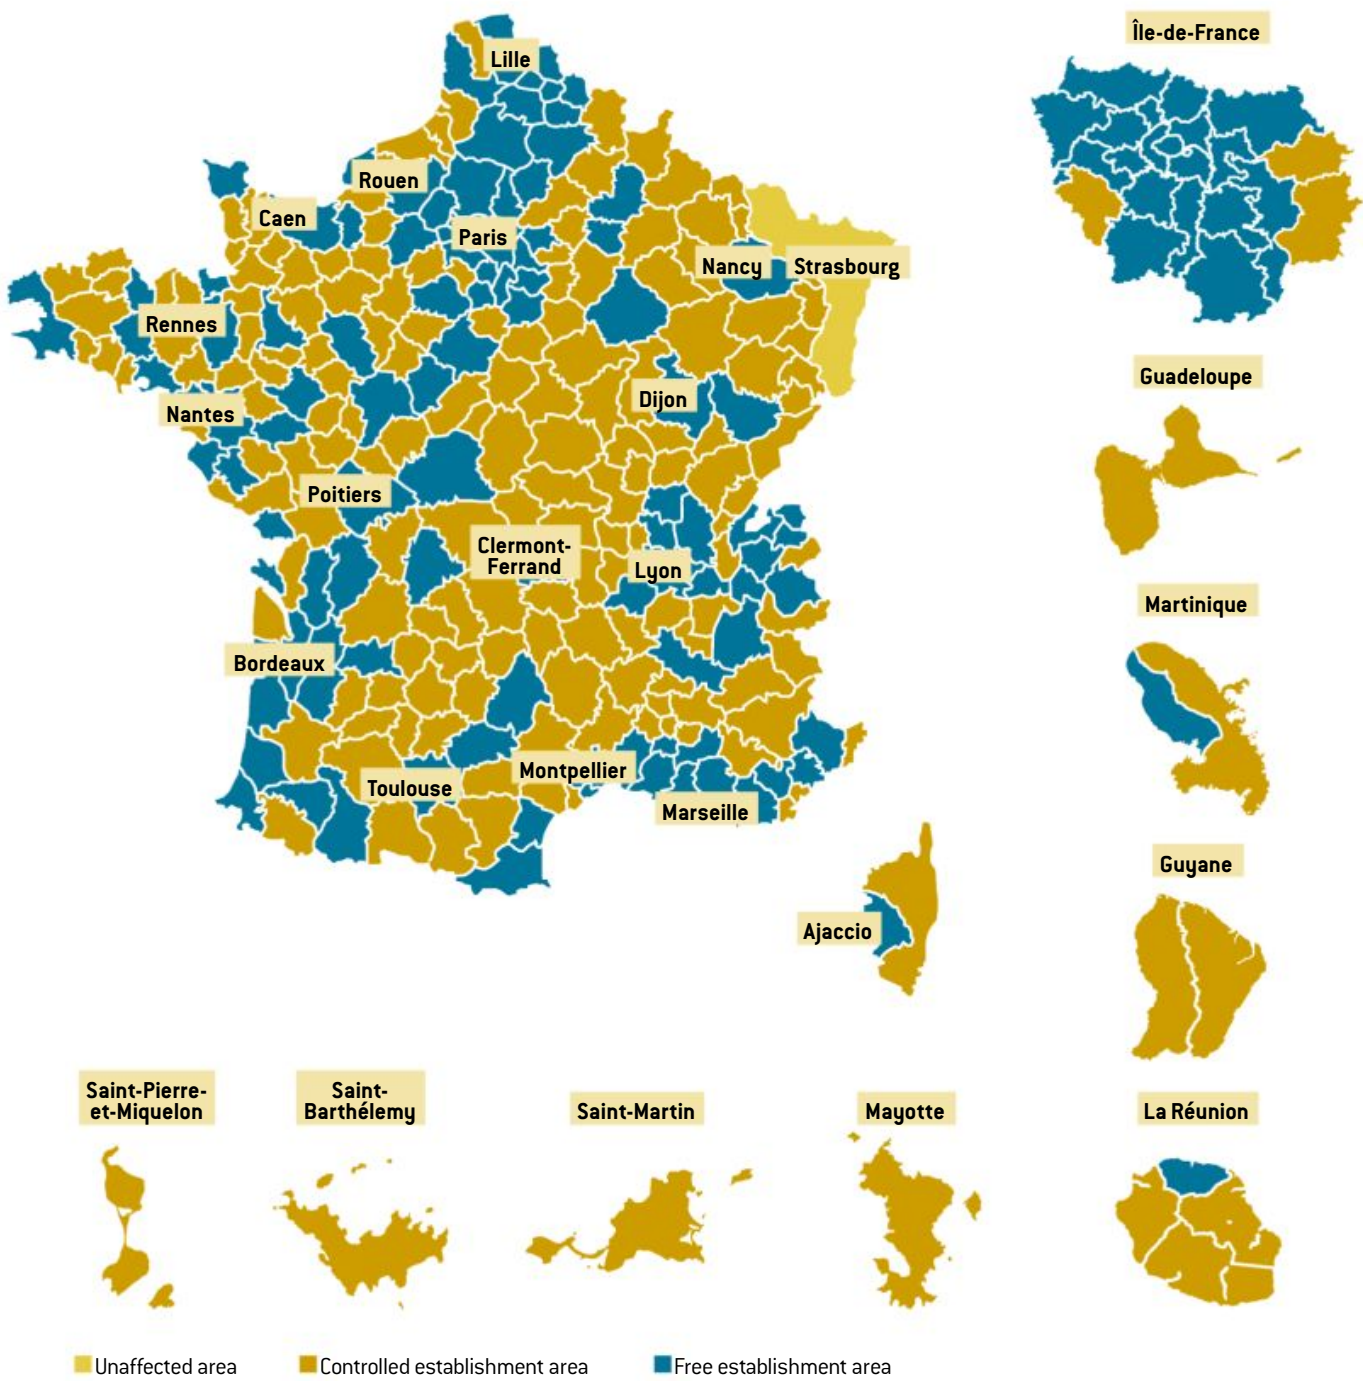 Île-de-France
Lille
Rouen
Caen
Paris
Nancy
Strasbourg
Rennes
Guadeloupe
Dijon
Nantes
Poitiers
Clermont-
Ferrand
Lyon
Martinique
Bordeaux
Montpellier
Toulouse
Marseille
Guyane
Ajaccio
Saint-Pierre-
et-Miquelon
Saint-
Barthélemy
Saint-Martin
Mayotte
La Réunion
Unaffected area
Controlled establishment area
Free establishment area